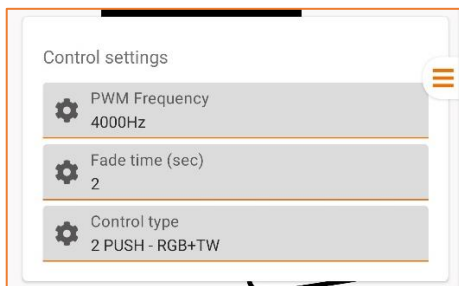 Control settings
PWM Frequency
4000Hz
Fade time (sec)
2
Control type
2 PUSH - RGB+TW